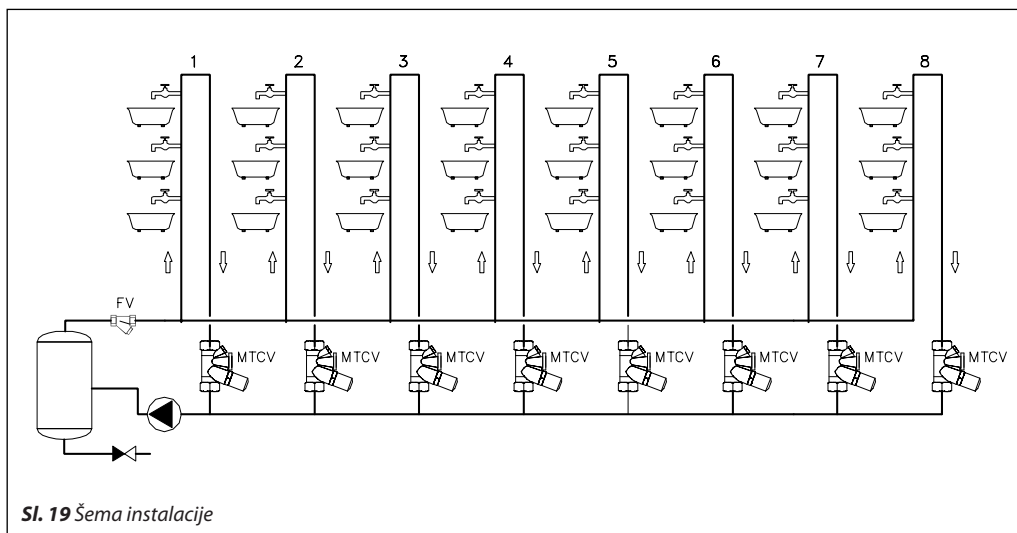 1 2 3 4 5 6 7 8
FV
MTCV MTCV MTCV MTCV MTCV MTCV MTCV MTCV
Sl. 19 Šema instalacije